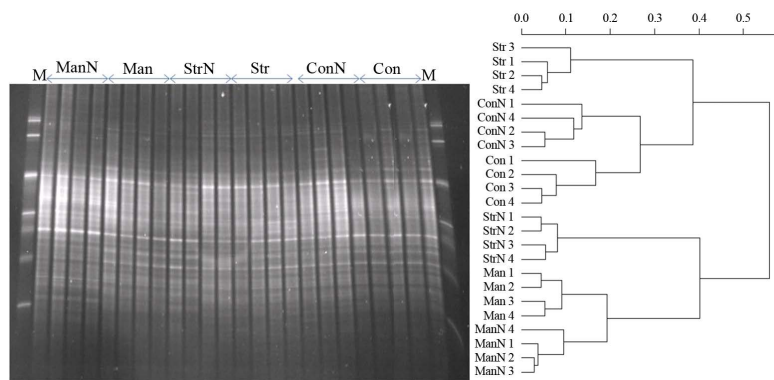 M ManN Man StrN Str ConN Con M
0.0 0.1 0.2 0.3 0.4 0.5
Str 3
Str 1
Str 2
Str 4
ConN 1
ConN 4
ConN 2
ConN 3
Con 1
Con 2
Con 3
Con 4
StrN 1
StrN 2
StrN 3
StrN 4
Man 1
Man 2
Man 3
Man 4
ManN 4
ManN 1
ManN 2
ManN 3